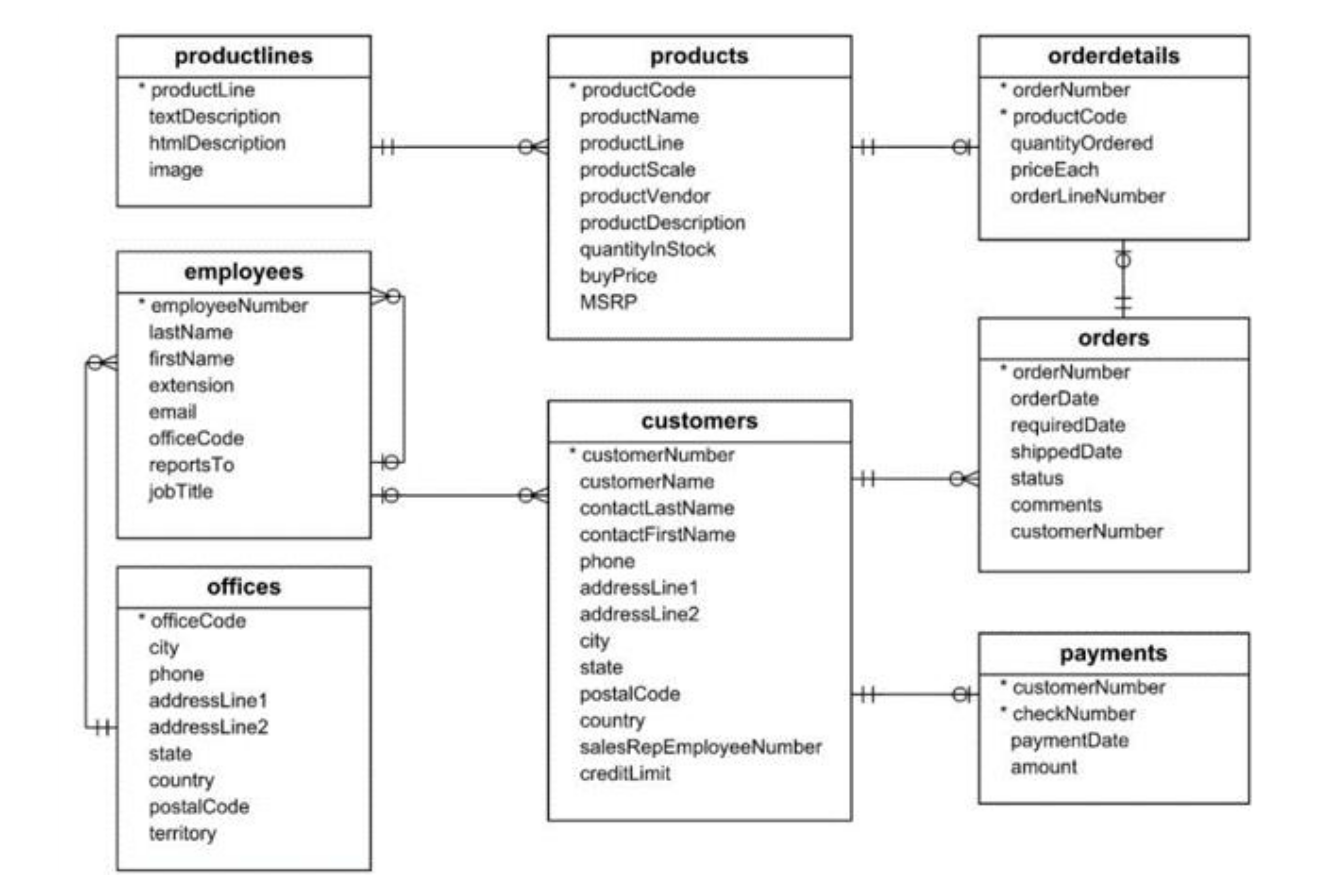 productlines
* productLine
textDescription
htmlDescription
image
products
* productCode
productName
productLine
productScale
productVendor
productDescription
quantityInStock
buyPrice
MSRP
orderdetails
* orderNumber
* productCode
quantityOrdered
priceEach
orderLineNumber
employees
* employeeNumber
lastName
firstName
extension
email
officeCode
reportsTo
jobTitle
customers
* customerNumber
customerName
contactLastName
contactFirstName
phone
addressLine1
addressLine2
city
state
postalCode
country
salesRepEmployeeNumber
creditLimit
orders
* orderNumber
orderDate
requiredDate
shippedDate
status
comments
customerNumber
offices
* officeCode
city
phone
addressLine1
addressLine2
state
country
postalCode
territory
payments
* customerNumber
* checkNumber
paymentDate
amount